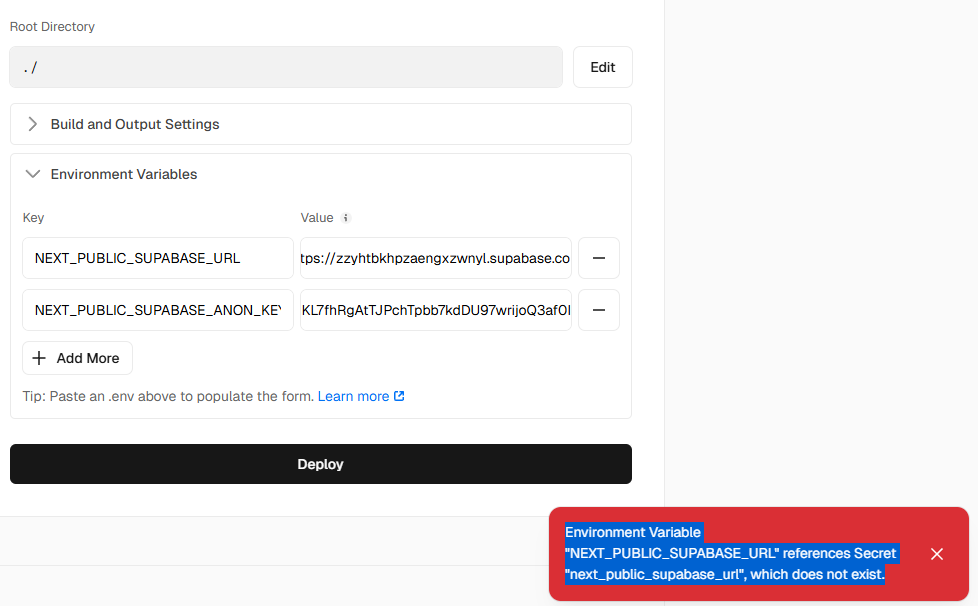 Root Directory
./
Edit
Build and Output Settings
Environment Variables
Key
Value
NEXT_PUBLIC_SUPABASE_URL
tps://zzyhtbkhpzaengxzwnyl.supabase.co
NEXT_PUBLIC_SUPABASE_ANON_KEY
KL7fhRgAtTJPchTpbb7kdDU97wrijoQ3af0I
Add More
Tip: Paste an .env above to populate the form. Learn more
Deploy
Environment Variable
"NEXT_PUBLIC_SUPABASE_URL" references Secret
"next_public_supabase_url", which does not exist.